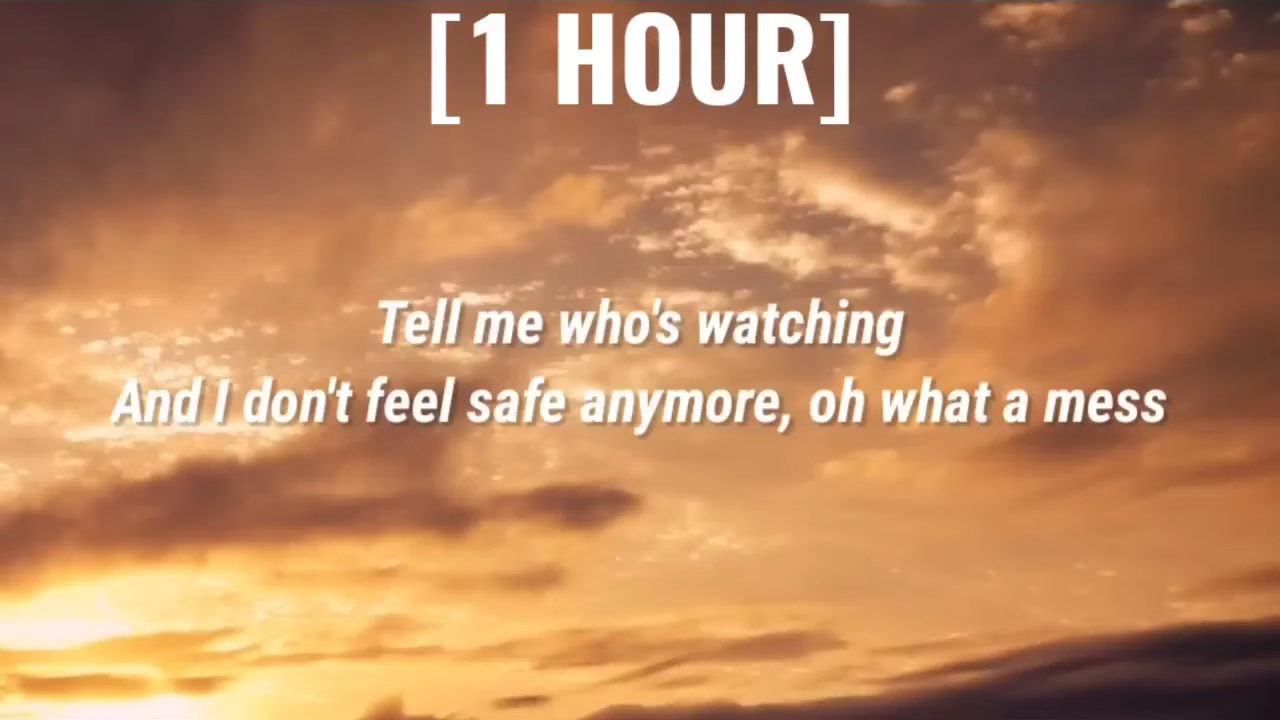 [1 HOUR]
Tell me who's watching
And I don't feel safe anymore, oh what a mess